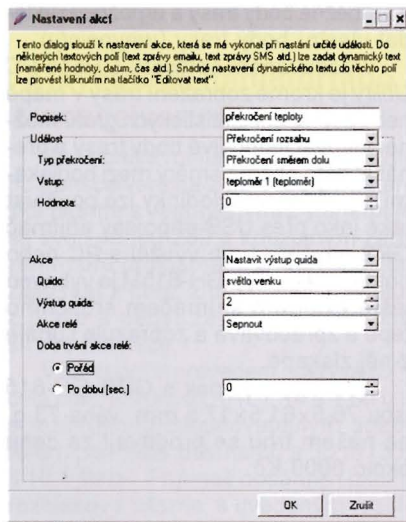 Nastavení akcí
Tento dialog slouží k nastavení akce, která se má vykonat při nastání určité události. Do
některých textových polí (text zprávy emailu, text zprávy SMS atd.) lze zadat dynamický text
(naměřené hodnoty, datum, čas atd.). Snadné nastavení dynamického textu do těchto polí
lze provést kliknutím na tlačítko "Editovat text".
Popisek: překročení teploty
Událost Překročení rozsahu
Typ překročení: Překročení směrem dolu
Vstup: teploměr 1 (teploměr)
Hodnota: 0
Akce Nastavit výstup quida
Quido: světlo venku
Výstup quida: 2
Akce relé Sepnout
Doba trvání akce relé:
Pořád
Po dobu [sec.] 0
OK Zrušit